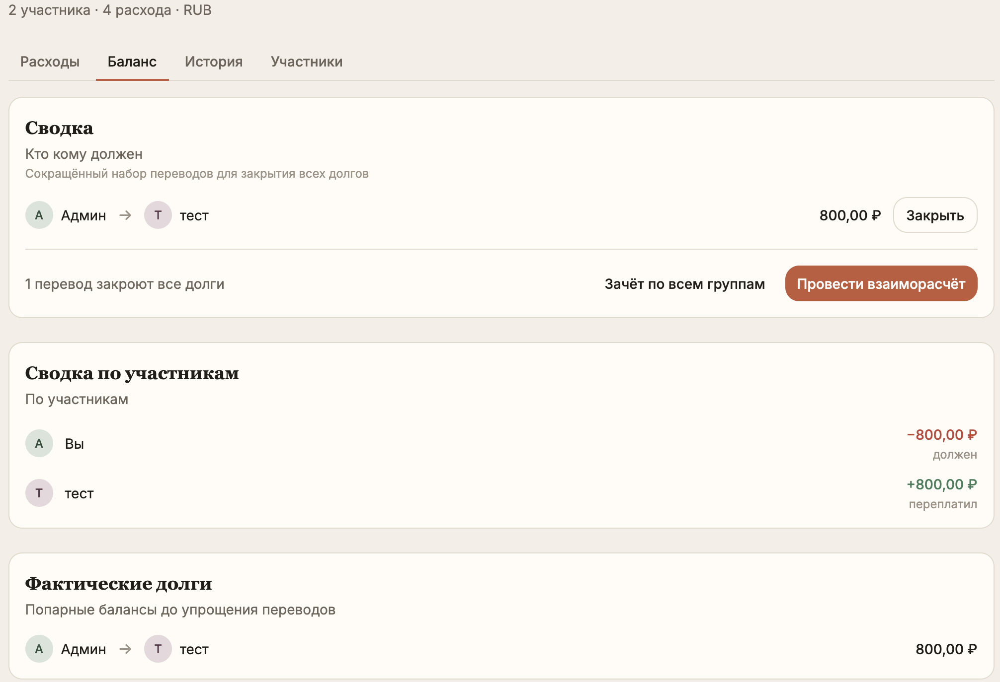 2 участника · 4 расхода · RUB
Расходы Баланс История Участники
Сводка
Кто кому должен
Сокращённый набор переводов для закрытия всех долгов
А Админ → Т тест 800,00 ₽ Закрыть
1 перевод закроют все долги Зачёт по всем группам Провести взаиморасчёт
Сводка по участникам
По участникам
А Вы −800,00 ₽
должен
Т тест +800,00 ₽
переплатил
Фактические долги
Попарные балансы до упрощения переводов
А Админ → Т тест 800,00 ₽